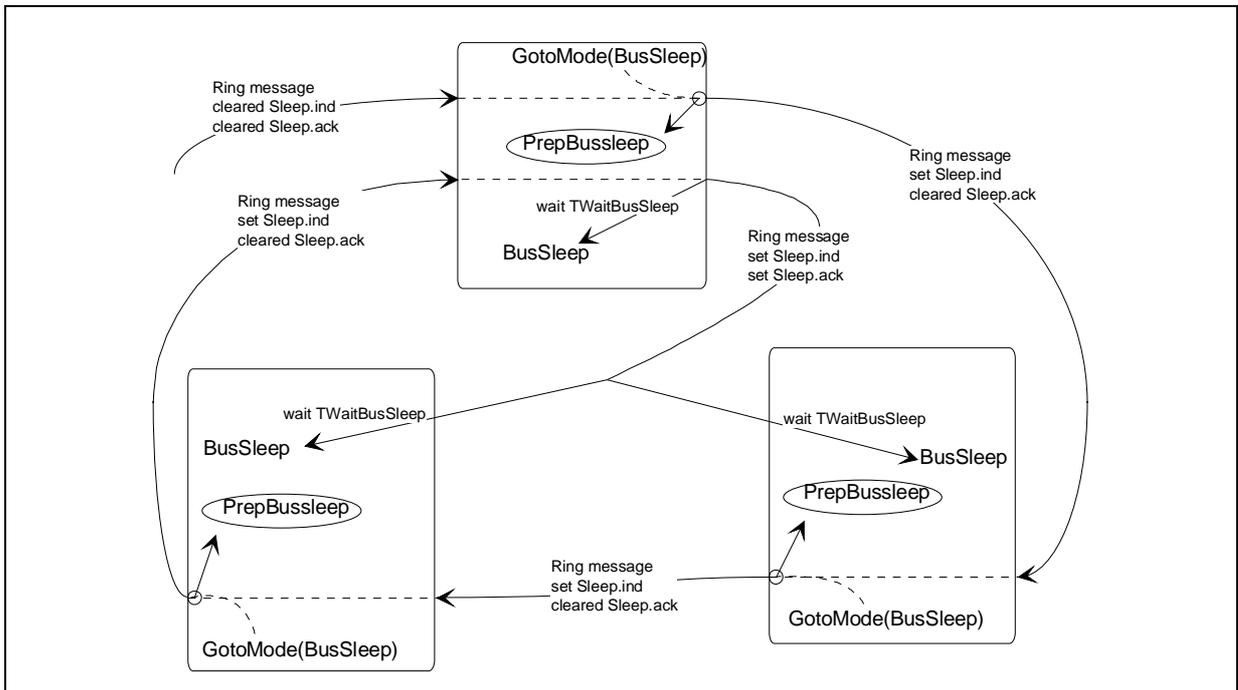 GotoMode(BusSleep)
Ring message
cleared Sleep.ind
cleared Sleep.ack
PrepBussleep
Ring message
set Sleep.ind
cleared Sleep.ack
Ring message
set Sleep.ind
cleared Sleep.ack
wait TWaitBusSleep
BusSleep
Ring message
set Sleep.ind
set Sleep.ack
wait TWaitBusSleep
BusSleep
PrepBussleep
wait TWaitBusSleep
BusSleep
PrepBussleep
Ring message
set Sleep.ind
cleared Sleep.ack
GotoMode(BusSleep)
GotoMode(BusSleep)